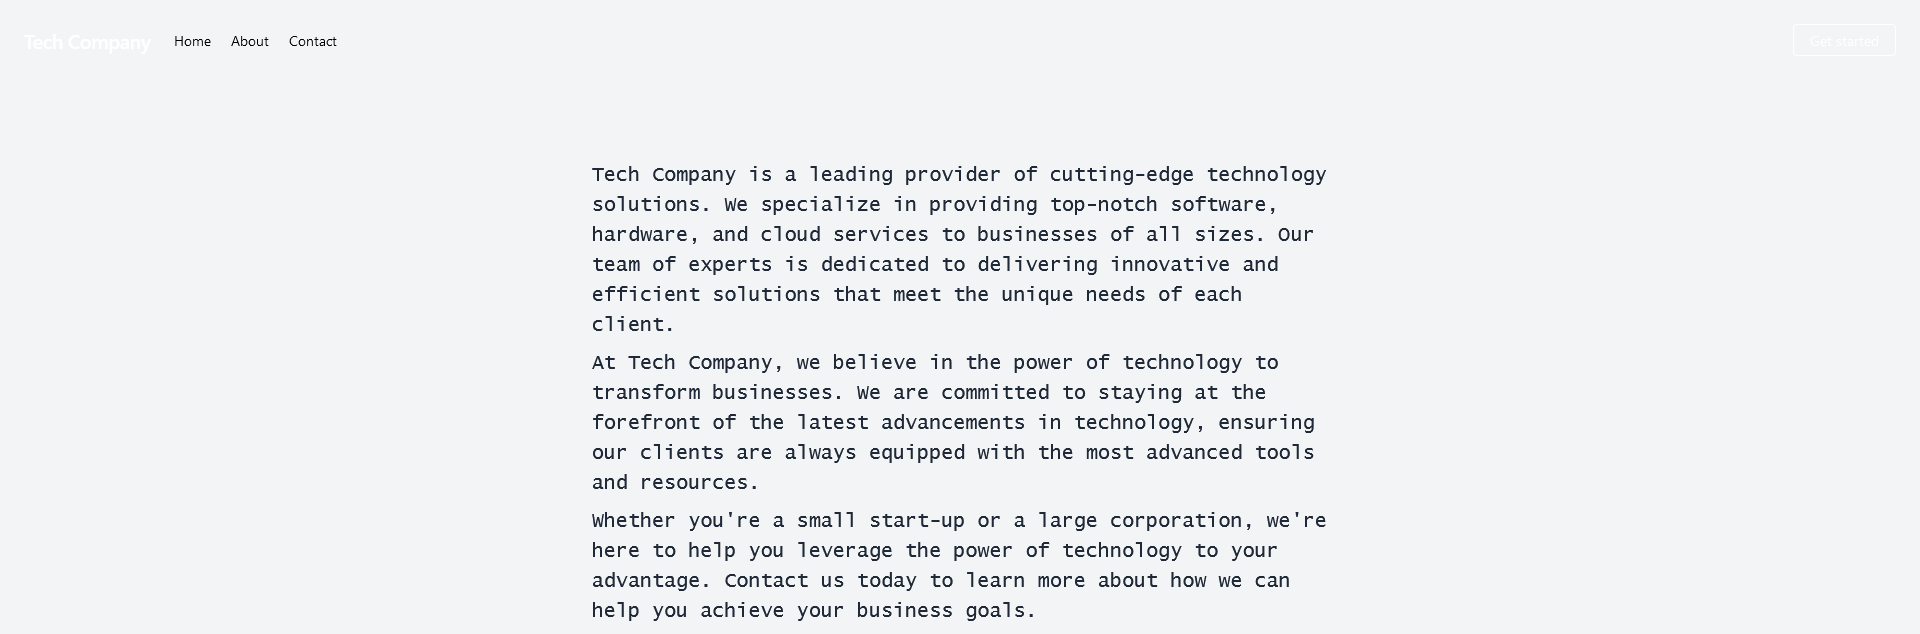 Tech Company Home About Contact Get started
Tech Company is a leading provider of cutting-edge technology
solutions. We specialize in providing top-notch software,
hardware, and cloud services to businesses of all sizes. Our
team of experts is dedicated to delivering innovative and
efficient solutions that meet the unique needs of each
client.
At Tech Company, we believe in the power of technology to
transform businesses. We are committed to staying at the
forefront of the latest advancements in technology, ensuring
our clients are always equipped with the most advanced tools
and resources.
Whether you're a small start-up or a large corporation, we're
here to help you leverage the power of technology to your
advantage. Contact us today to learn more about how we can
help you achieve your business goals.